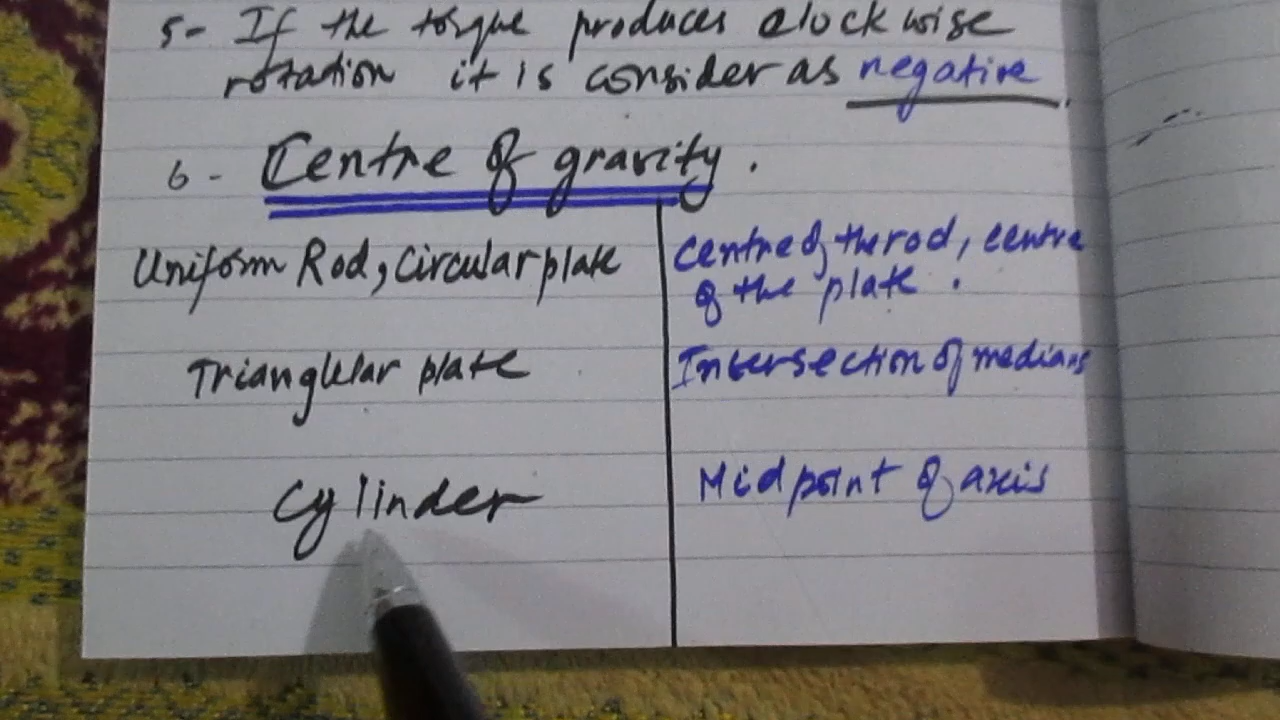 5- If the torque produces clockwise
rotation it is consider as negative.
6- Centre of gravity.
Uniform Rod, Circular plate
Centre of the rod, centre
of the plate.
Trianglular plate
Intersection of medians
Cylinder
Midpoint of axis